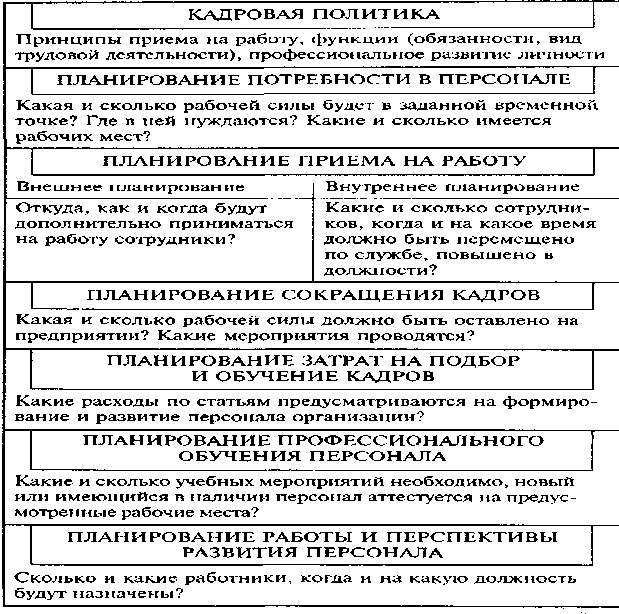 КАДРОВАЯ ПОЛИТИКА
Принципы приема на работу, функции (обязанности, вид
трудовой деятельности), профессиональное развитие личности
ПЛАНИРОВАНИЕ ПОТРЕБНОСТИ В ПЕРСОНАЛЕ
Какая и сколько рабочей силы будет в заданной временной
точке? Где в ней нуждаются? Какие и сколько имеется
рабочих мест?
ПЛАНИРОВАНИЕ ПРИЕМА НА РАБОТУ
Внешнее планирование
Откуда, как и когда будут
дополнительно приниматься
на работу сотрудники?
Внутреннее планирование
Какие и сколько сотрудни-
ков, когда и на какое время
должно быть перемещено
по службе, повышено в
должности?
ПЛАНИРОВАНИЕ СОКРАЩЕНИЯ КАДРОВ
Какая и сколько рабочей силы должно быть оставлено на
предприятии? Какие мероприятия проводятся?
ПЛАНИРОВАНИЕ ЗАТРАТ НА ПОДБОР
И ОБУЧЕНИЕ КАДРОВ
Какие расходы по статьям предусматриваются на формиро-
вание и развитие персонала организации?
ПЛАНИРОВАНИЕ ПРОФЕССИОНАЛЬНОГО
ОБУЧЕНИЯ ПЕРСОНАЛА
Какие и сколько учебных мероприятий необходимо, новый
или имеющийся в наличии персонал аттестуется на предус-
мотренные рабочие места?
ПЛАНИРОВАНИЕ РАБОТЫ И ПЕРСПЕКТИВЫ
РАЗВИТИЯ ПЕРСОНАЛА
Сколько и какие работники, когда и на какую должность
будут назначены?